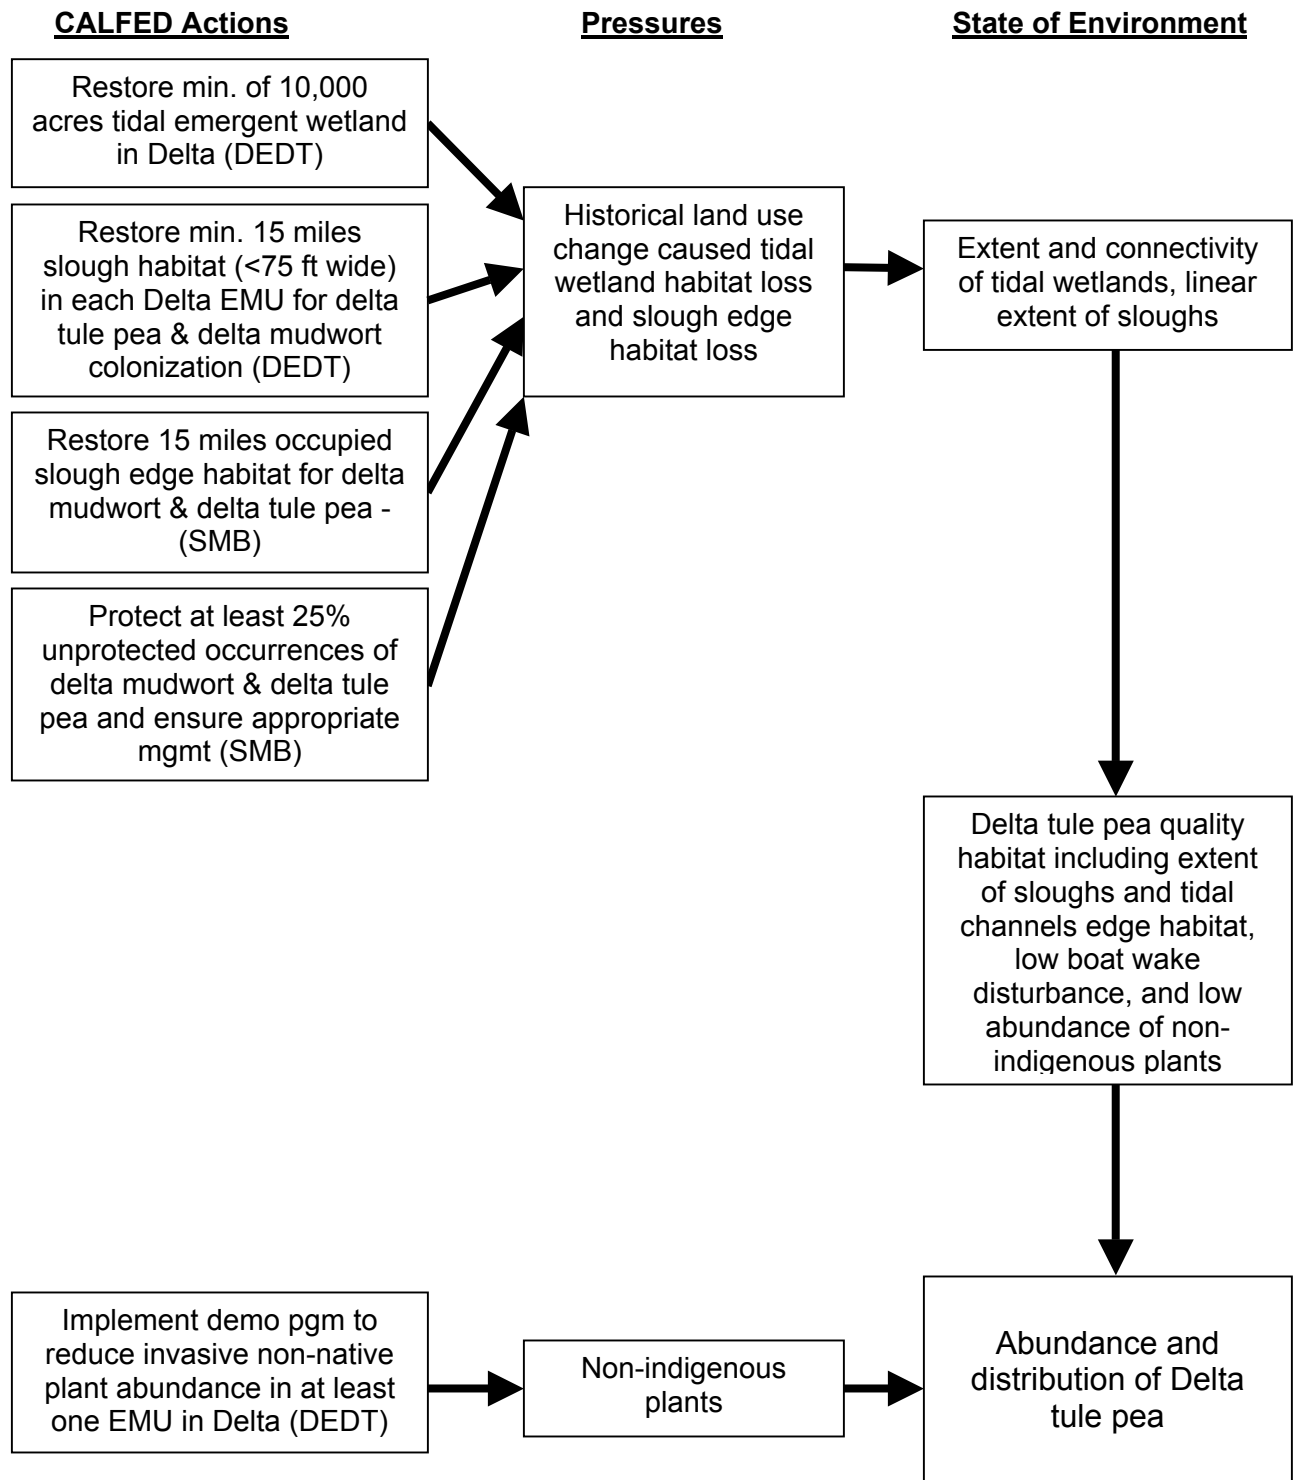 CALFED Actions
Pressures
State of Environment
Restore min. of 10,000
acres tidal emergent wetland
in Delta (DEDT)
Restore min. 15 miles
slough habitat (<75 ft wide)
in each Delta EMU for delta
tule pea & delta mudwort
colonization (DEDT)
Restore 15 miles occupied
slough edge habitat for delta
mudwort & delta tule pea -
(SMB)
Protect at least 25%
unprotected occurrences of
delta mudwort & delta tule
pea and ensure appropriate
mgmt (SMB)
Historical land use
change caused tidal
wetland habitat loss
and slough edge
habitat loss
Extent and connectivity
of tidal wetlands, linear
extent of sloughs
Delta tule pea quality
habitat including extent
of sloughs and tidal
channels edge habitat,
low boat wake
disturbance, and low
abundance of non-
indigenous plants
Implement demo pgm to
reduce invasive non-native
plant abundance in at least
one EMU in Delta (DEDT)
Non-indigenous
plants
Abundance and
distribution of Delta
tule pea